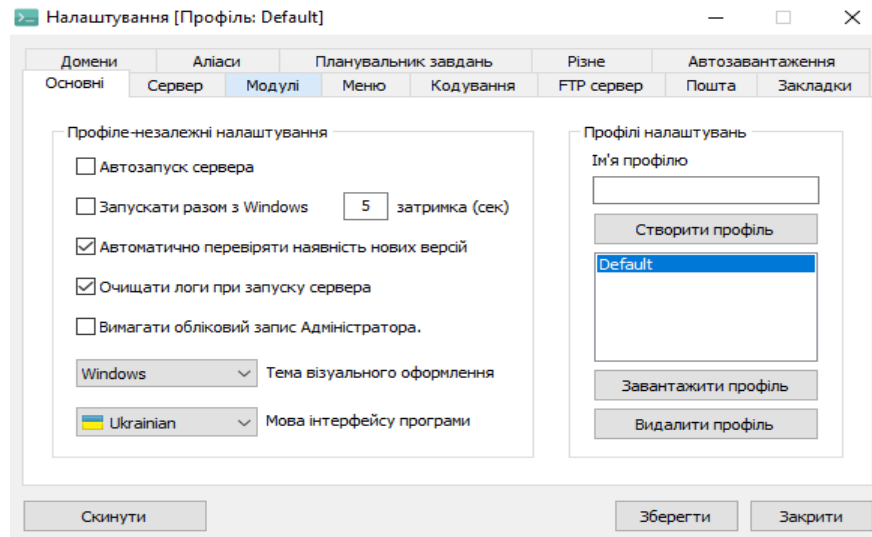 Налаштування [Профіль: Default]
Домени Аліаси Планувальник завдань Різне Автозавантаження
Основні Сервер Модулі Меню Кодування FTP сервер Пошта Закладки
Профіле-незалежні налаштування
Автозапуск сервера
Запускати разом з Windows 5 затримка (сек)
Автоматично перевіряти наявність нових версій
Очищати логи при запуску сервера
Вимагати обліковий запис Адміністратора.
Windows Тема візуального оформлення
Ukrainian Мова інтерфейсу програми
Профілі налаштувань
Ім'я профілю
Створити профіль
Default
Завантажити профіль
Видалити профіль
Скинути Зберегти Закрити